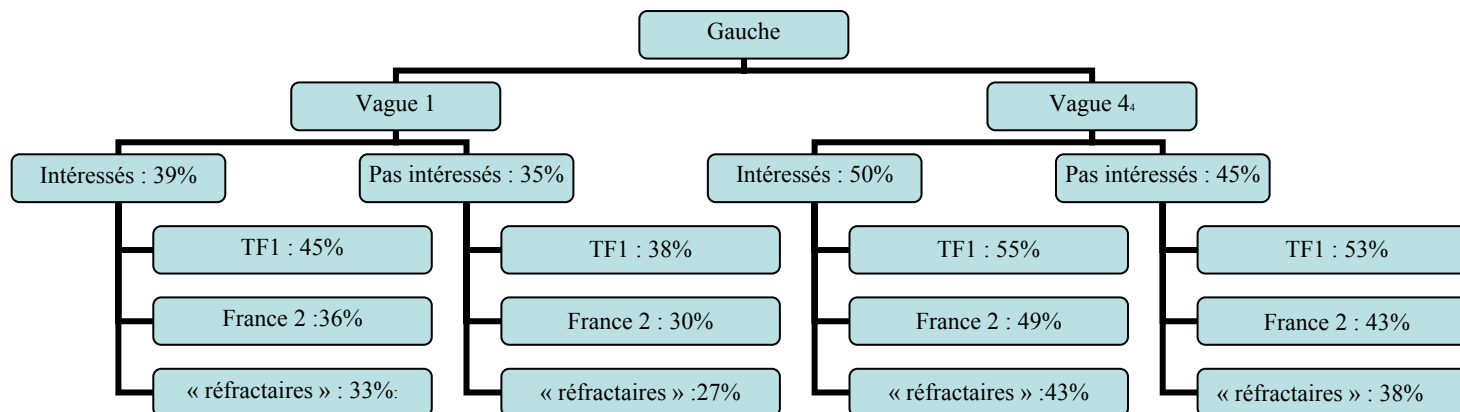 Gauche
Vague 1
Vague 44
Intéressés : 39%
Pas intéressés : 35%
Intéressés : 50%
Pas intéressés : 45%
TF1 : 45%
TF1 : 38%
TF1 : 55%
TF1 : 53%
France 2 :36%
France 2 : 30%
France 2 : 49%
France 2 : 43%
« réfractaires » : 33%:
« réfractaires » :27%
« réfractaires » :43%
« réfractaires » : 38%